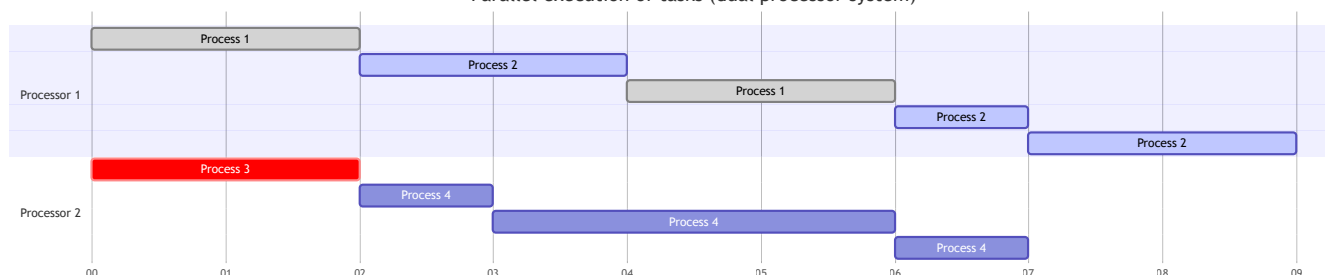 Parallel execution of tasks (dual processor system)
Process 1
Process 2
Process 1
Processor 1
Process 2
Process 2
Process 3
Process 4
Processor 2
Process 4
Process 4
00 01 02 03 04 05 06 07 08 09